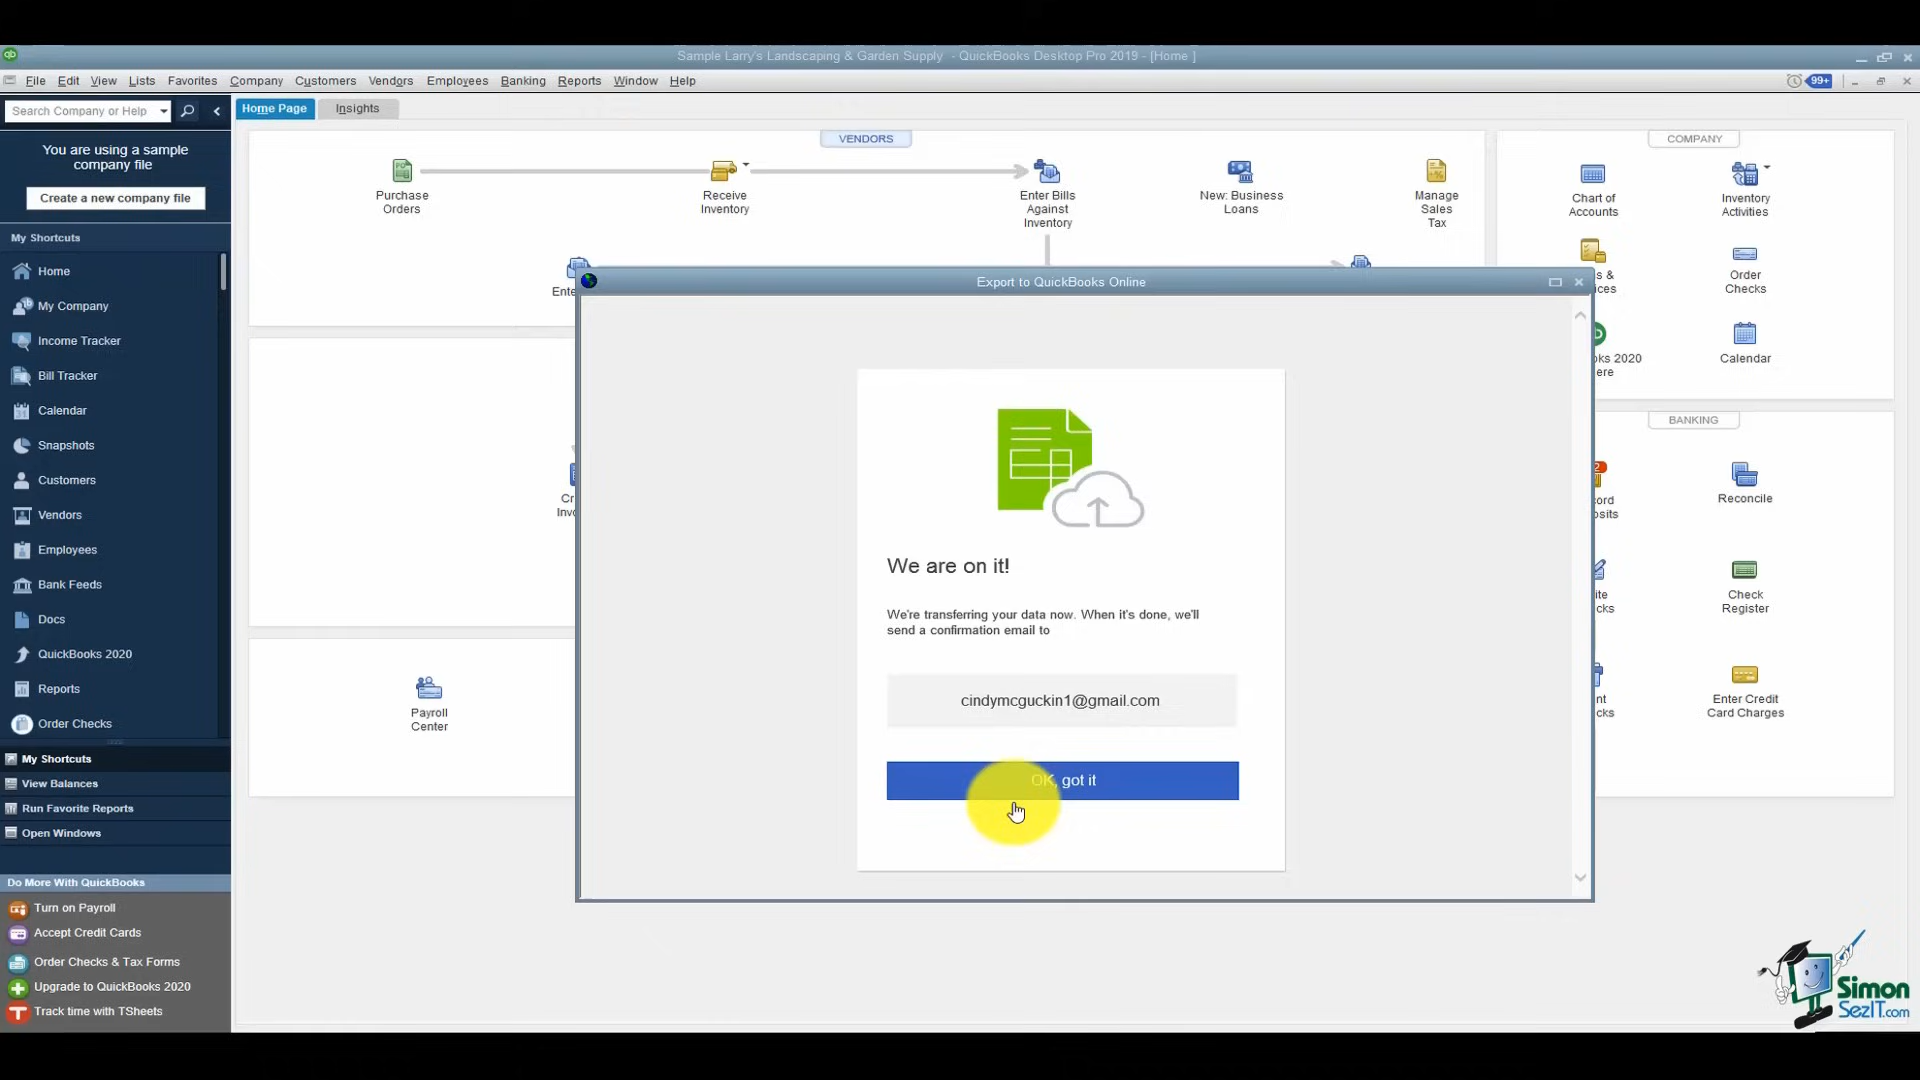 Sample Larry's Landscaping & Garden Supply - QuickBooks Desktop Pro 2019 - [Home ]
File Edit View Lists Favorites Company Customers Vendors Employees Banking Reports Window Help
99+
Search Company or Help
Home Page Insights
You are using a sample
company file
Create a new company file
My Shortcuts
Home
My Company
Income Tracker
Bill Tracker
Calendar
Snapshots
Customers
Vendors
Employees
Bank Feeds
Docs
QuickBooks 2020
Reports
Order Checks
My Shortcuts
View Balances
Run Favorite Reports
Open Windows
Do More With QuickBooks
Turn on Payroll
Accept Credit Cards
Order Checks & Tax Forms
Upgrade to QuickBooks 2020
Track time with TSheets
VENDORS
Purchase
Orders
Receive
Inventory
Enter Bills
Against
Inventory
New: Business
Loans
Manage
Sales
Tax
Payroll
Center
COMPANY
Chart of
Accounts
Inventory
Activities
Order
Checks
Calendar
BANKING
Reconcile
Check
Register
Enter Credit
Card Charges
Export to QuickBooks Online
We are on it!
We're transferring your data now. When it's done, we'll
send a confirmation email to
cindymcguckin1@gmail.com
OK, got it
Simon
SezIT.com